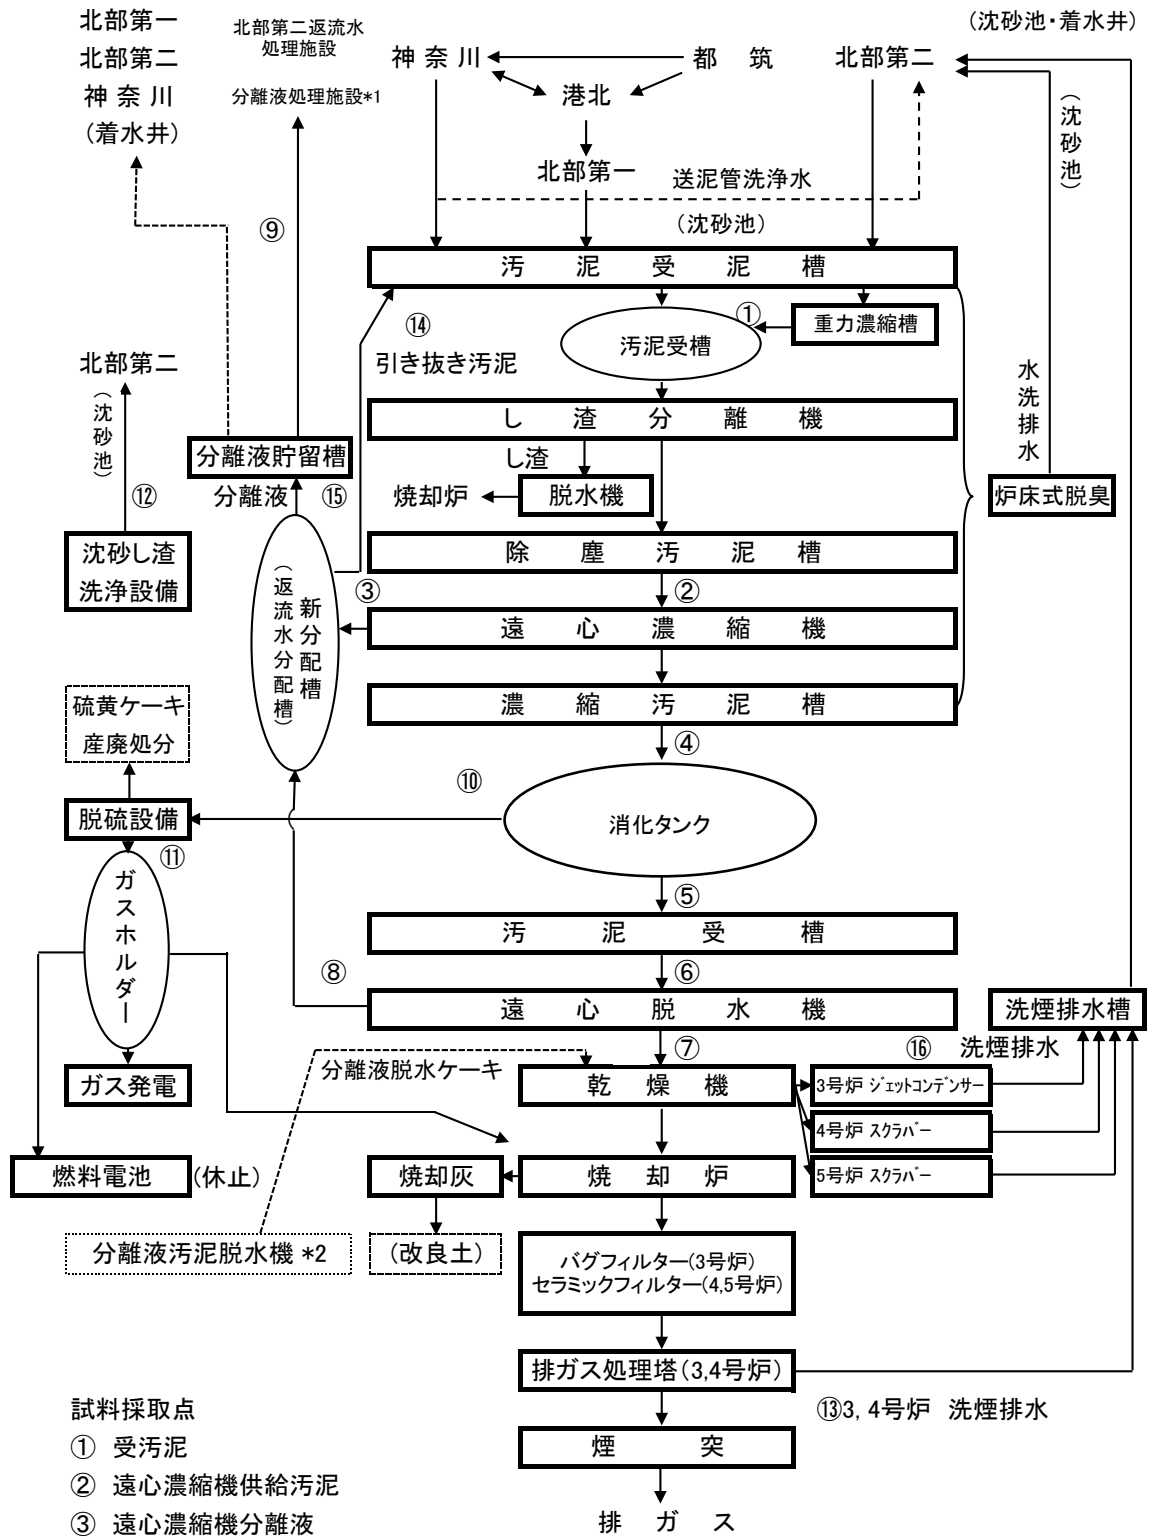 北部第一
北部第二
神奈川
(着水井)
北部第二返流水
処理施設
分離液処理施設*1
神奈川
都筑
港北
北部第一
北部第二
(沈砂池・着水井)
(沈砂池)
送泥管洗浄水
(沈砂池)
⑨
汚泥受泥槽
①
重力濃縮槽
汚泥受槽
⑭
引き抜き汚泥
水洗排水
北部第二
(沈砂池)
⑫
し渣分離機
分離液貯留槽
分離液
⑮
し渣
焼却炉
脱水機
炉床式脱臭
沈砂し渣
洗浄設備
除塵汚泥槽
③
②
新分配槽
(返流水分配槽)
遠心濃縮機
濃縮汚泥槽
硫黄ケーキ
産廃処分
④
⑩
脱硫設備
消化タンク
⑪
ガスホルダー
⑤
汚泥受槽
⑧
⑥
遠心脱水機
洗煙排水槽
⑦
⑯
洗煙排水
分離液脱水ケーキ
ガス発電
乾燥機
3号炉 ジェットコンデンサー
4号炉 スクラバー
5号炉 スクラバー
燃料電池
(休止)
焼却灰
焼却炉
分離液汚泥脱水機 *2
(改良土)
バグフィルター(3号炉)
セラミックフィルター(4,5号炉)
排ガス処理塔(3,4号炉)
⑬3, 4号炉 洗煙排水
煙突
排ガス
試料採取点
① 受汚泥
② 遠心濃縮機供給汚泥
③ 遠心濃縮機分離液